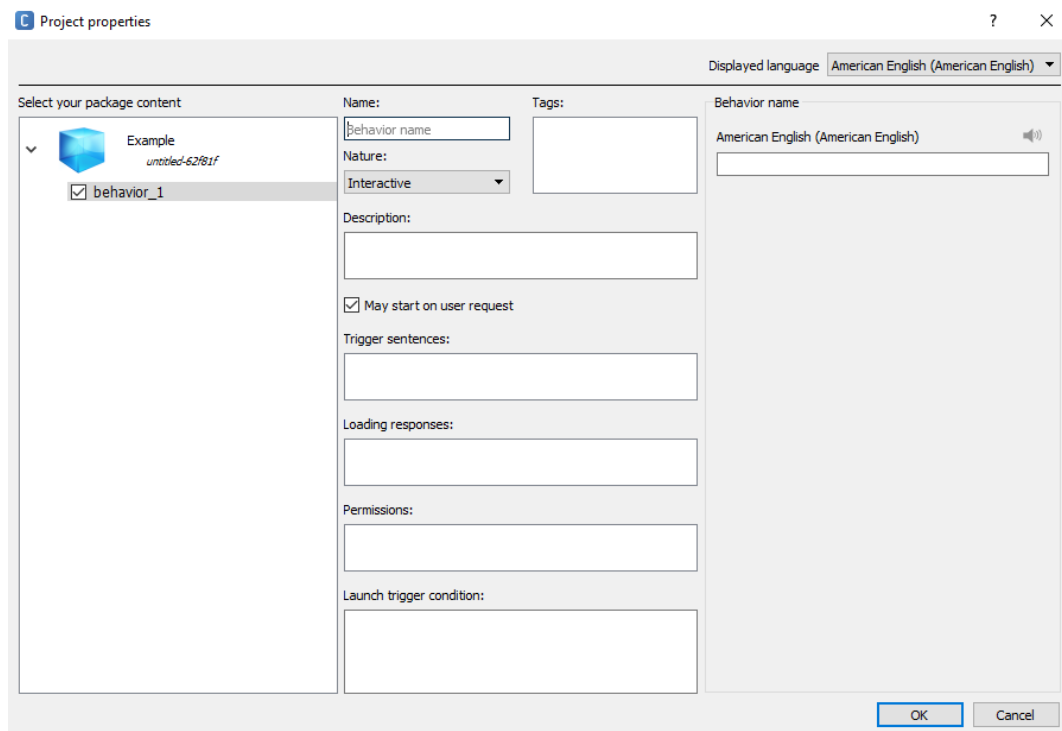 C Project properties ?
Displayed language American English (American English)
Select your package content
Example
untitled-62f81f
behavior_1
Name:
Behavior name
Nature:
Interactive
Tags:
Description:
May start on user request
Trigger sentences:
Loading responses:
Permissions:
Launch trigger condition:
Behavior name
American English (American English)
OK Cancel